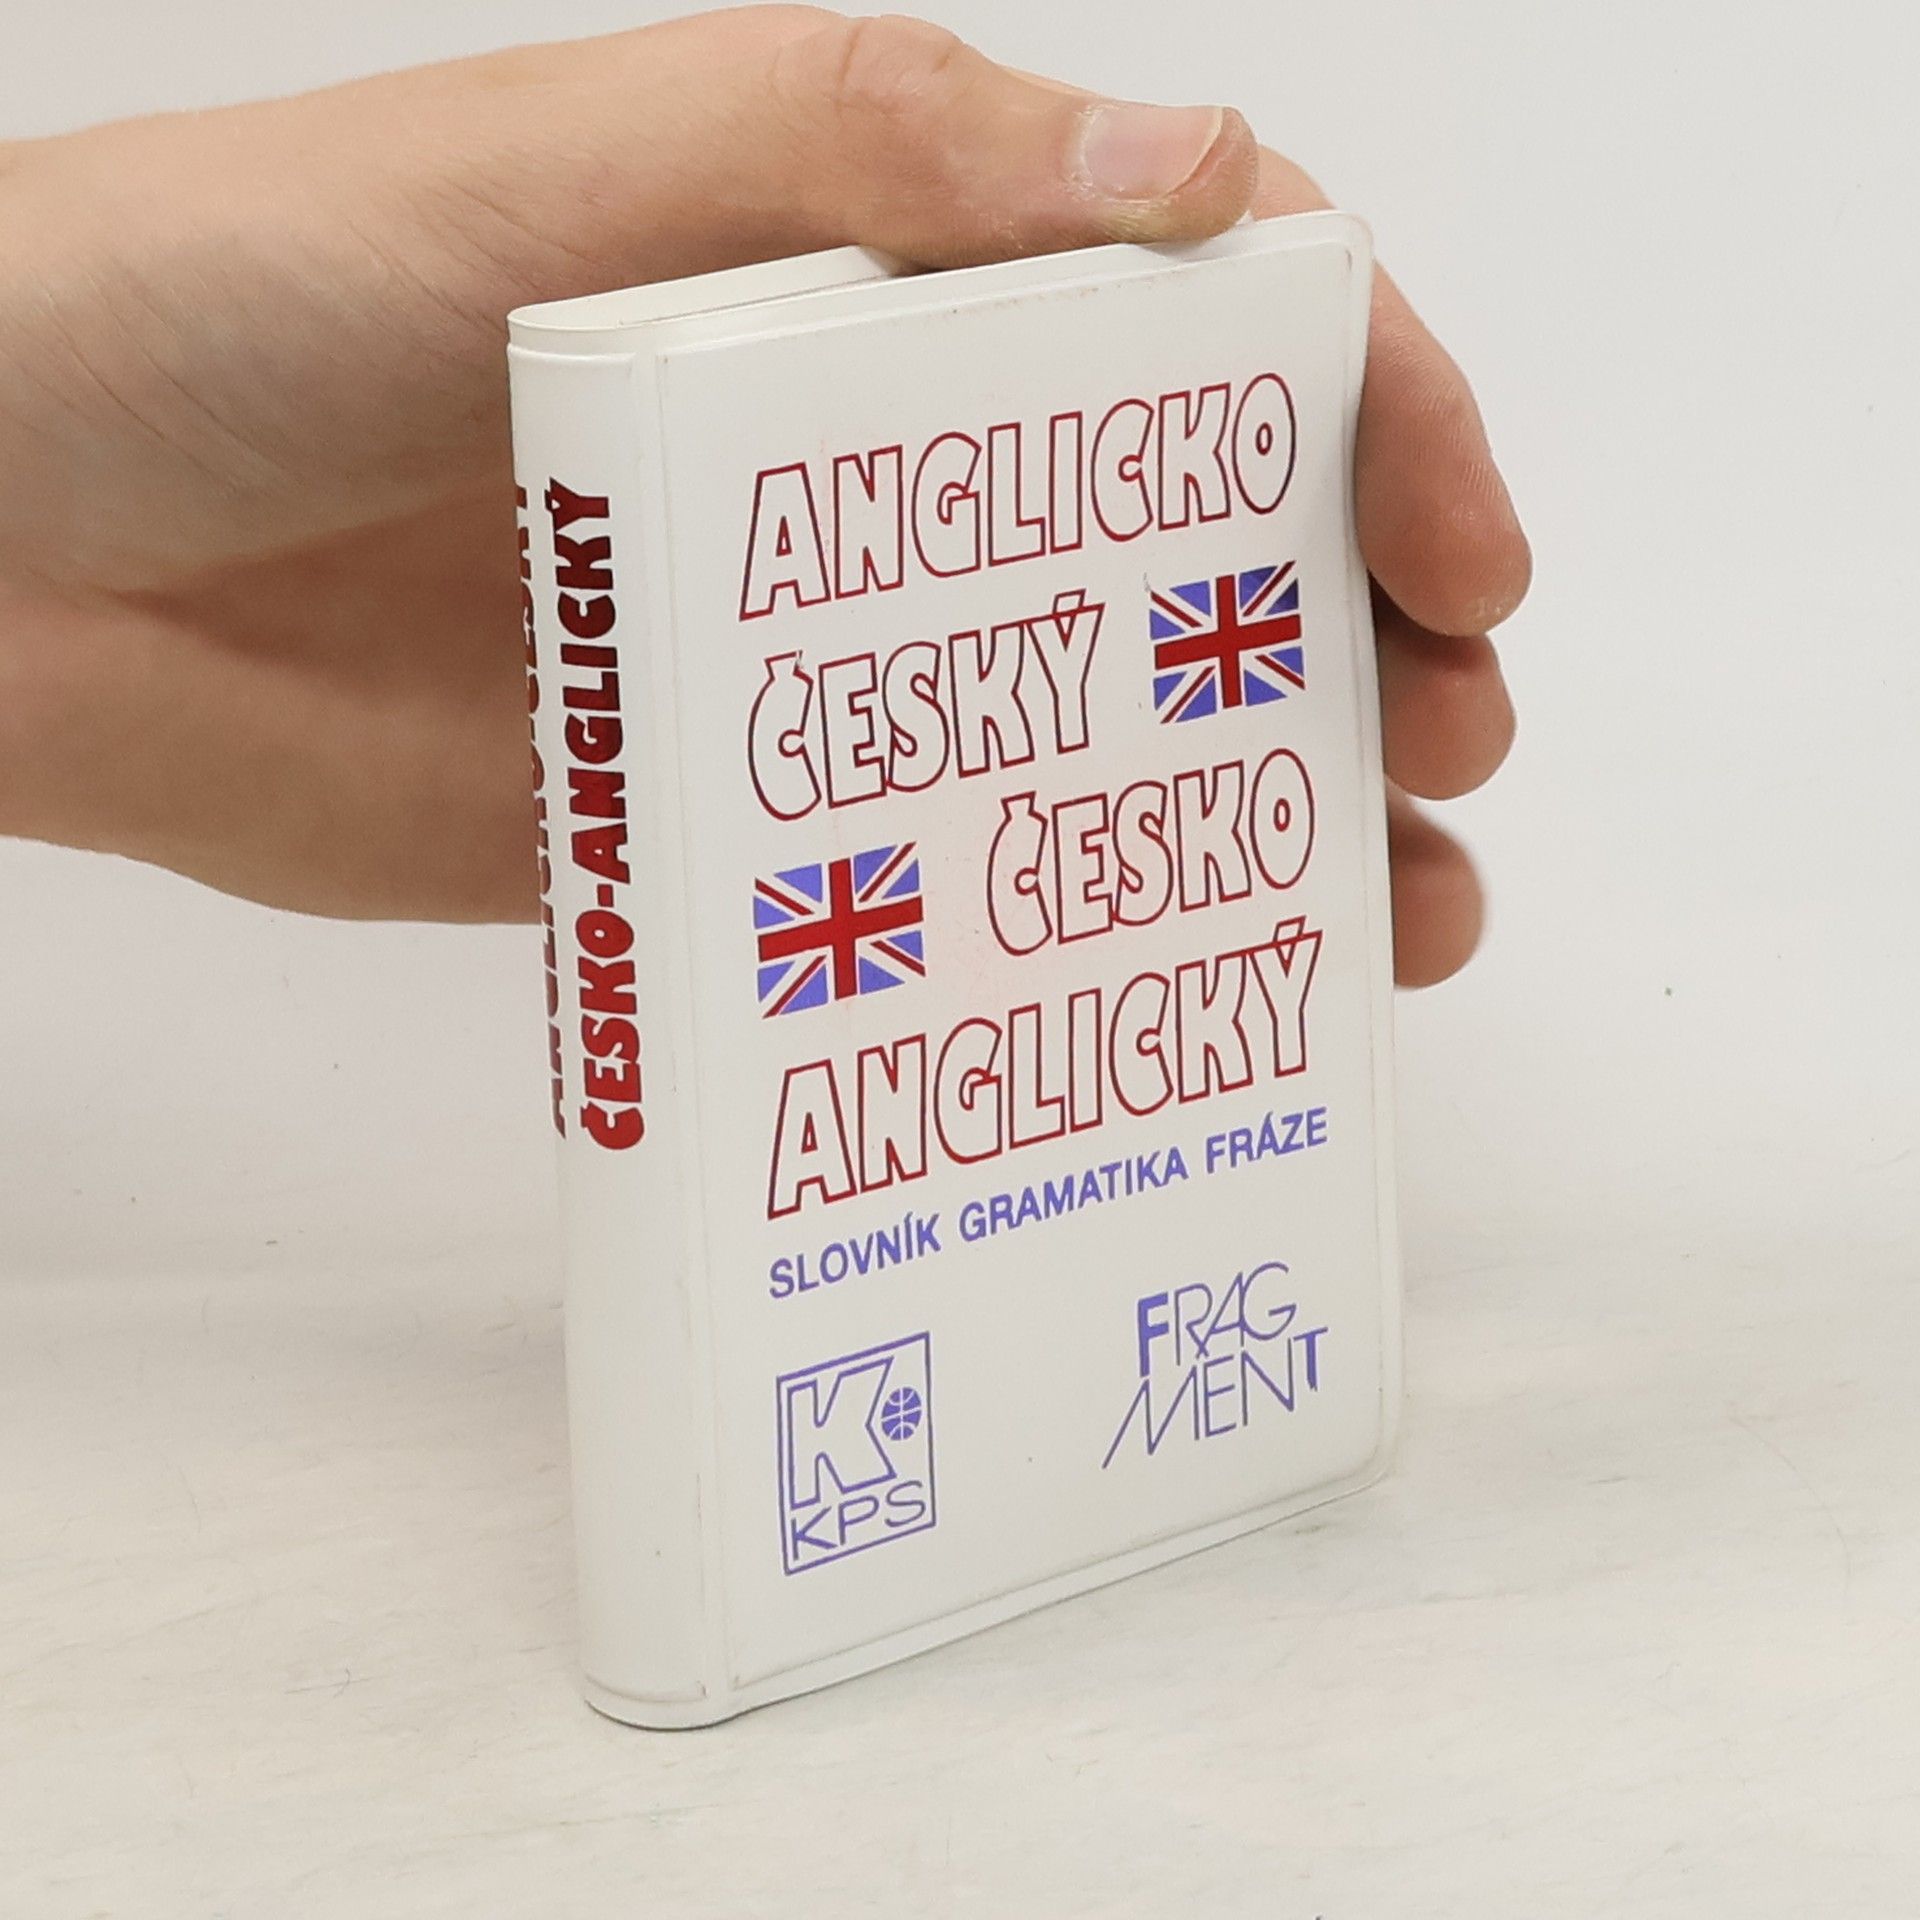 ANGLICKO
ČESKÝ
ČESKO
ANGLICKÝ
SLOVNÍK GRAMATIKA FRÁZE
K
KPS
FRAG
MENT
ČESKO-ANGLICKÝ